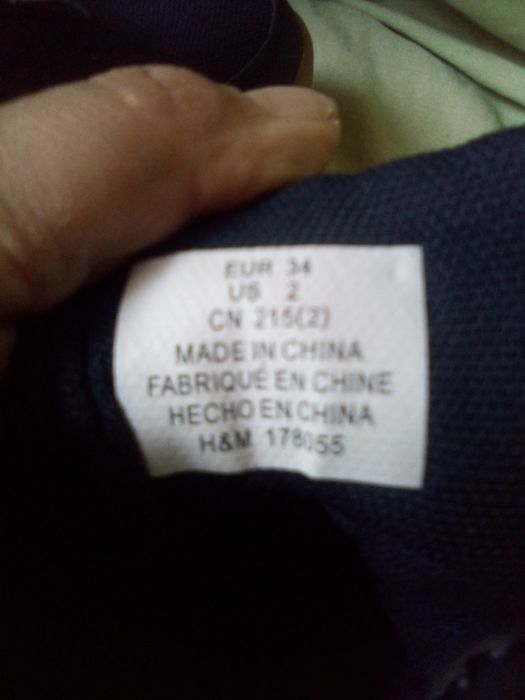 EUR 34
US 2
CN 215(2)
MADE IN CHINA
FABRIQUÉ EN CHINE
HECHO EN CHINA
H&M 178055